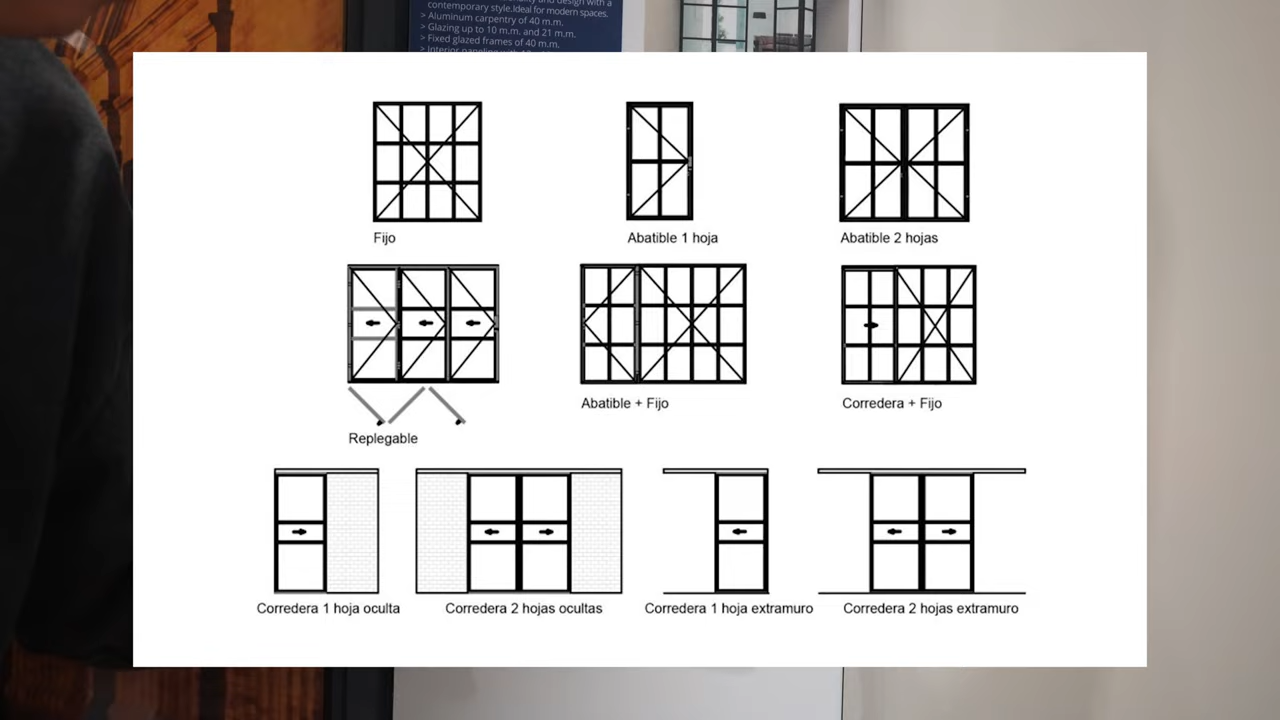 contemporary style.Ideal for modern spaces.
> Aluminum carpentry of 40 m.m.
> Glazing up to 10 m.m. and 21 m.m.
> Fixed glazed frames of 40 m.m.
Fijo
Abatible 1 hoja
Abatible 2 hojas
Abatible + Fijo
Corredera + Fijo
Replegable
Corredera 1 hoja oculta
Corredera 2 hojas ocultas
Corredera 1 hoja extramuro
Corredera 2 hojas extramuro